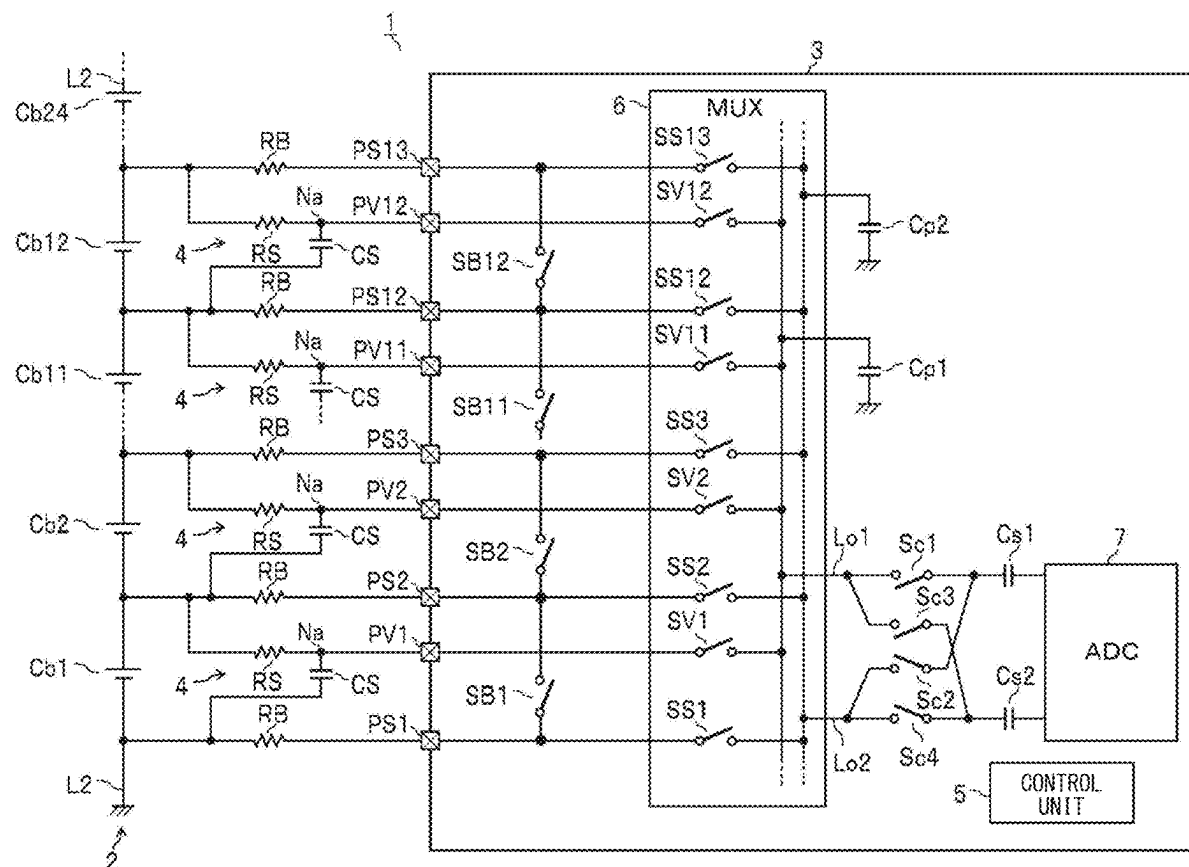 1
3
L2
Cb24
6
MUX
RB
PS13
SS13
Na
PV12
SV12
Cb12
4
RS
CS
SB12
Cp2
RB
PS12
SS12
Na
PV11
SV11
Cb11
4
RS
CS
SB11
Cp1
RB
PS3
SS3
Na
PV2
SV2
Cb2
4
RS
CS
SB2
Lo1
Sc1
Cs1
7
RB
PS2
SS2
Sc3
Na
PV1
SV1
ADC
Cb1
4
RS
CS
SB1
Sc2
Cs2
RB
PS1
SS1
Lo2
Sc4
L2
5
CONTROL
UNIT
2